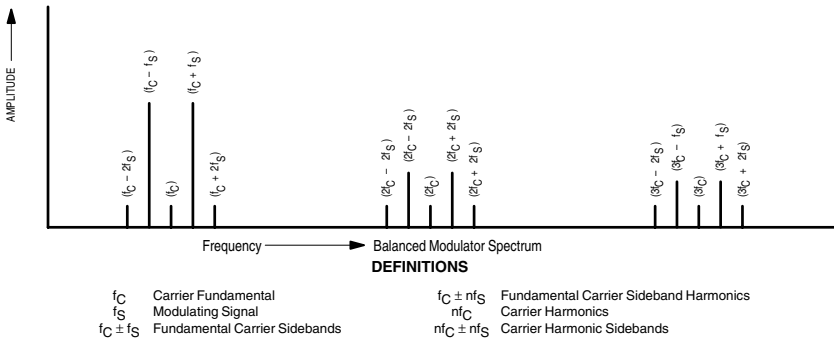 AMPLITUDE
(fC − 2fS)
(fC − fS)
(fC)
(fC + fS)
(fC + 2fS)
(2fC − 2fS)
(2fC − 2fS)
(2fC)
(2fC + 2fS)
(2fC + 2fS)
(3fC − 2fS)
(3fC − fS)
(3fC)
(3fC + fS)
(3fC + 2fS)
Frequency
Balanced Modulator Spectrum
DEFINITIONS
fC Carrier Fundamental
fS Modulating Signal
fC ± fS Fundamental Carrier Sidebands
fC ± nfS Fundamental Carrier Sideband Harmonics
nfC Carrier Harmonics
nfC ± nfS Carrier Harmonic Sidebands